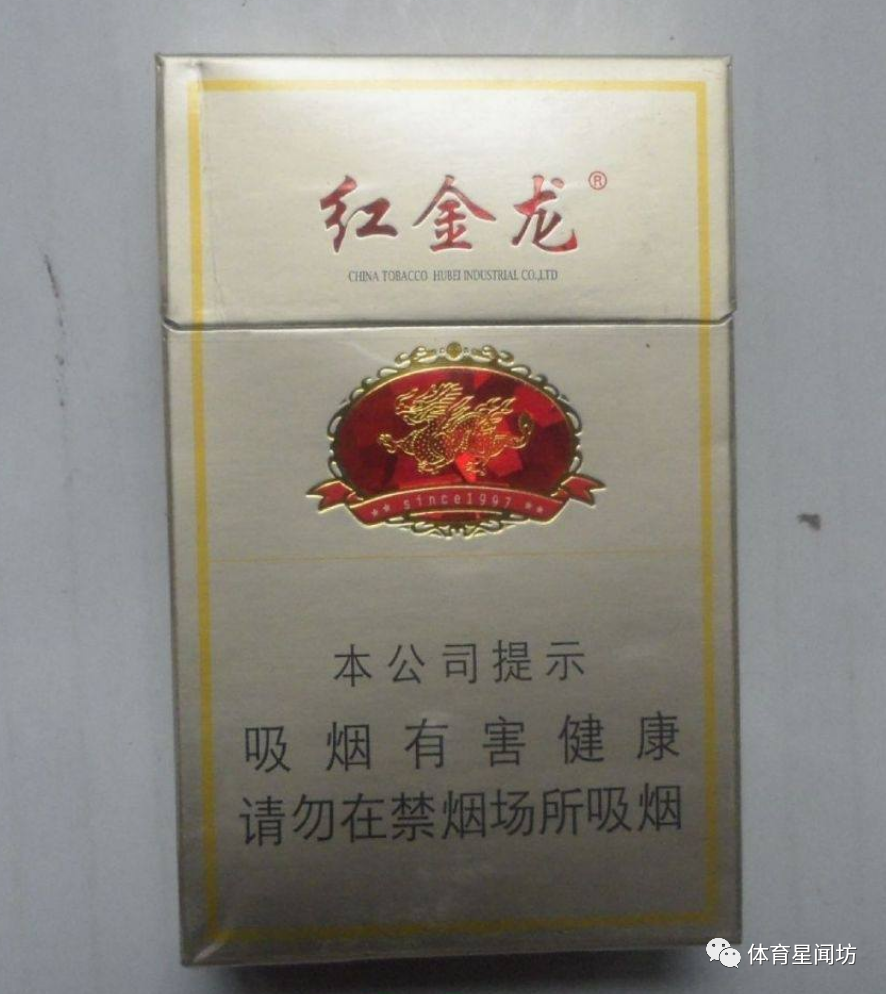 红金龙®
CHINA TOBACCO HUBEI INDUSTRIAL CO.,LTD
★★ since1997 ★★
本公司提示
吸烟有害健康
请勿在禁烟场所吸烟
体育星闻坊